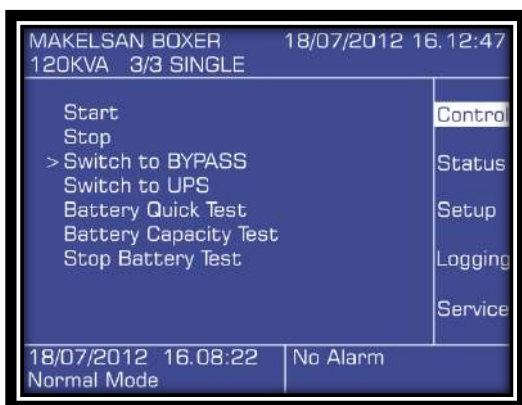 MAKELSAN BOXER 18/07/2012 16.12:47
120KVA 3/3 SINGLE
Start
Stop
> Switch to BYPASS
Switch to UPS
Battery Quick Test
Battery Capacity Test
Stop Battery Test
Control
Status
Setup
Logging
Service
18/07/2012 16.08:22 No Alarm
Normal Mode